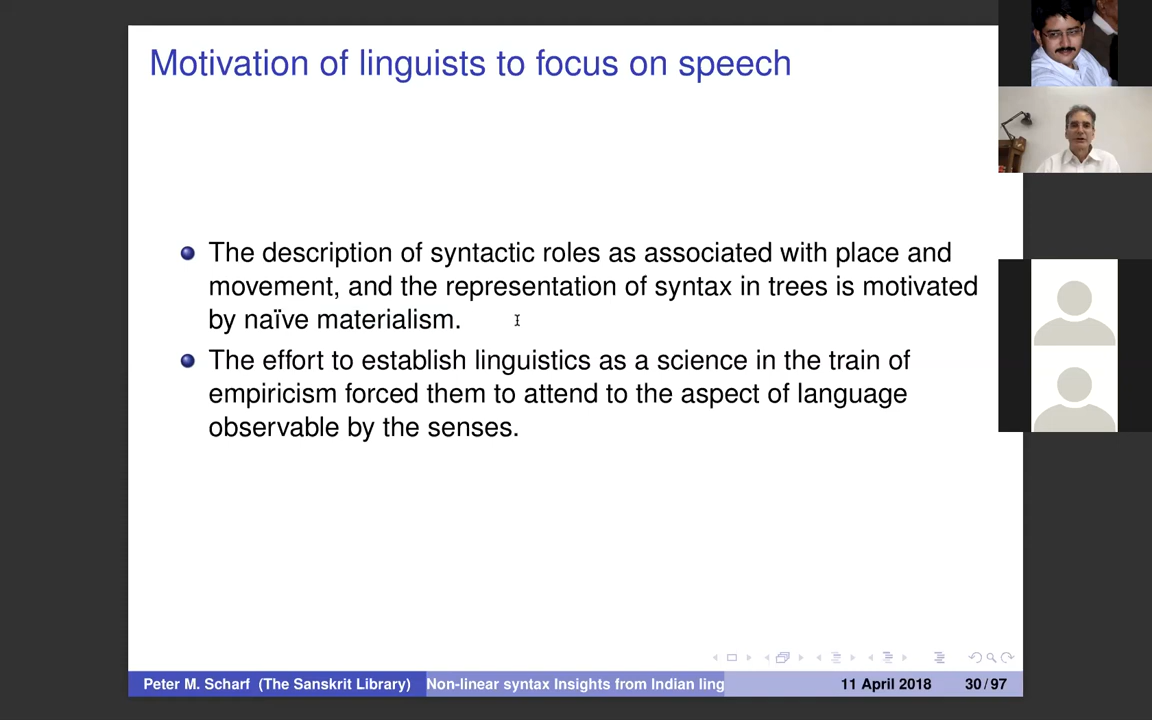 Motivation of linguists to focus on speech
The description of syntactic roles as associated with place and
movement, and the representation of syntax in trees is motivated
by naïve materialism.
The effort to establish linguistics as a science in the train of
empiricism forced them to attend to the aspect of language
observable by the senses.
Peter M. Scharf (The Sanskrit Library) Non-linear syntax Insights from Indian ling 11 April 2018 30/97